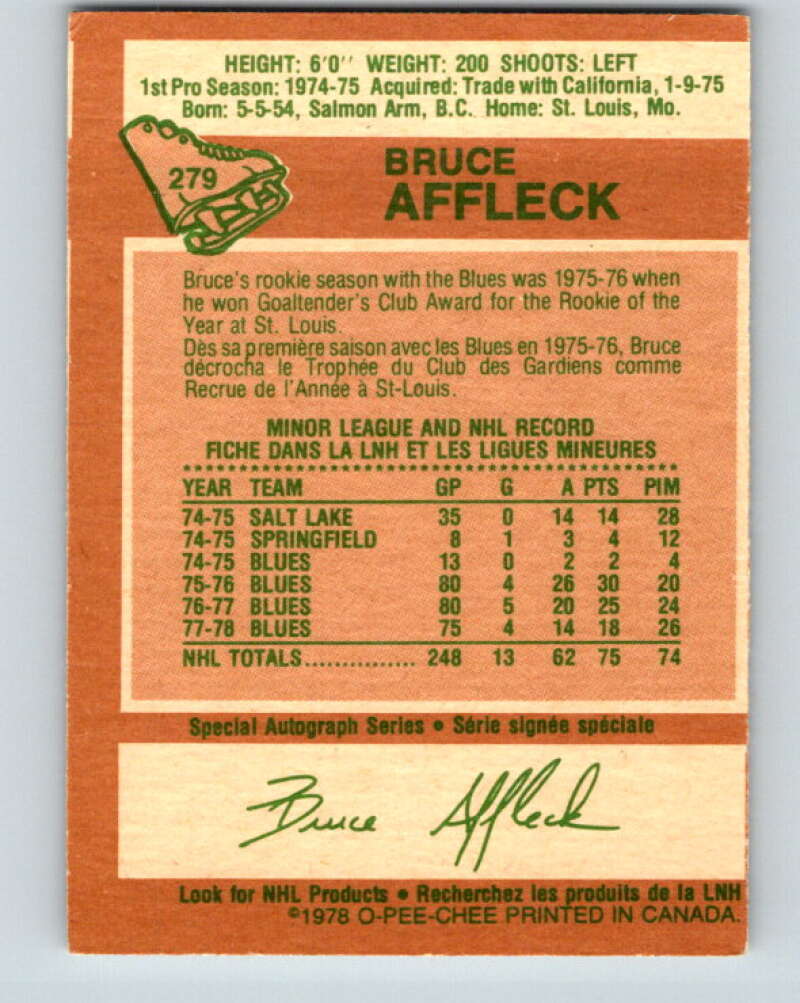 HEIGHT: 6'0'' WEIGHT: 200 SHOOTS: LEFT
1st Pro Season: 1974-75 Acquired: Trade with California, 1-9-75
Born: 5-5-54, Salmon Arm, B.C. Home: St. Louis, Mo.
279
BRUCE
AFFLECK
Bruce's rookie season with the Blues was 1975-76 when
he won Goaltender's Club Award for the Rookie of the
Year at St. Louis.
Dès sa première saison avec les Blues en 1975-76, Bruce
décrocha le Trophée du Club des Gardiens comme
Recrue de l'Année à St-Louis.
MINOR LEAGUE AND NHL RECORD
FICHE DANS LA LNH ET LES LIGUES MINEURES
YEAR TEAM GP G A PTS PIM
74-75 SALT LAKE 35 0 14 14 28
74-75 SPRINGFIELD 8 1 3 4 12
74-75 BLUES 13 0 2 2 4
75-76 BLUES 80 4 26 30 20
76-77 BLUES 80 5 20 25 24
77-78 BLUES 75 4 14 18 26
NHL TOTALS............... 248 13 62 75 74
Special Autograph Series • Série signée spéciale
Bruce Affleck
Look for NHL Products • Recherchez les produits de la LNH
©1978 O-PEE-CHEE PRINTED IN CANADA.